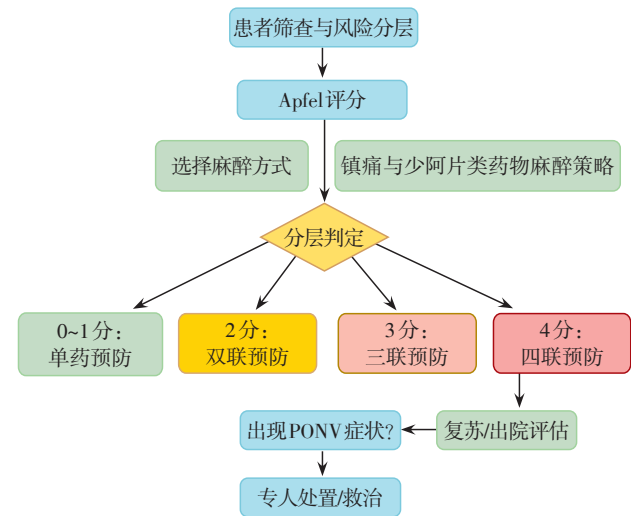 患者筛查与风险分层
Apfel评分
选择麻醉方式
镇痛与少阿片类药物麻醉策略
分层判定
0~1分：
单药预防
2分：
双联预防
3分：
三联预防
4分：
四联预防
出现PONV症状？
复苏/出院评估
专人处置/救治